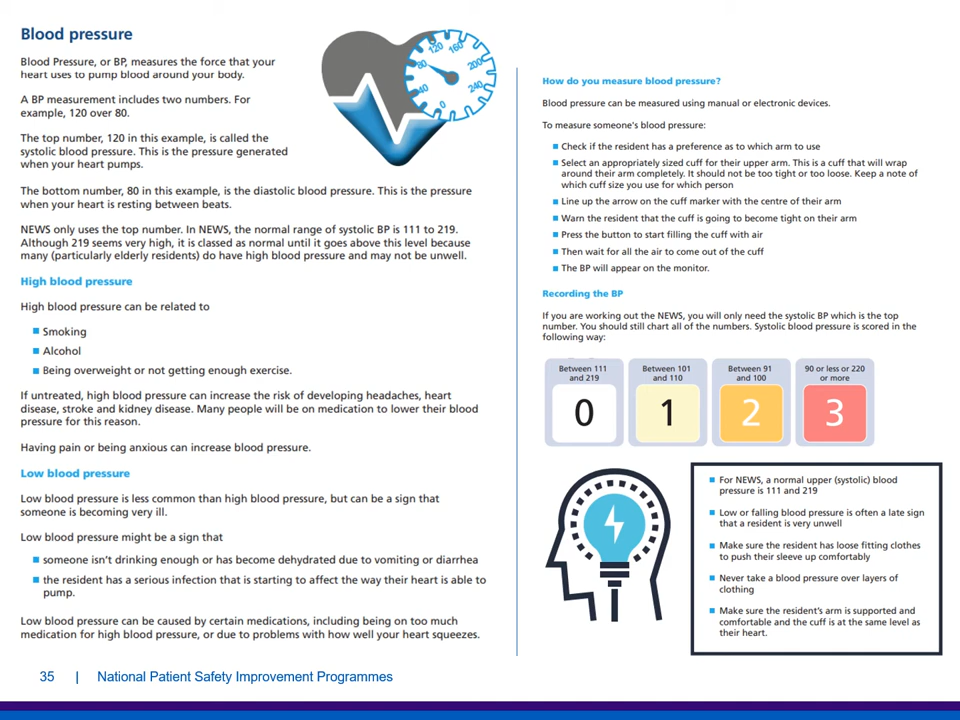 Blood pressure
Blood Pressure, or BP, measures the force that your
heart uses to pump blood around your body.
A BP measurement includes two numbers. For
example, 120 over 80.
The top number, 120 in this example, is called the
systolic blood pressure. This is the pressure generated
when your heart pumps.
0
40
80
120
160
200
240
The bottom number, 80 in this example, is the diastolic blood pressure. This is the pressure
when your heart is resting between beats.
NEWS only uses the top number. In NEWS, the normal range of systolic BP is 111 to 219.
Although 219 seems very high, it is classed as normal until it goes above this level because
many (particularly elderly residents) do have high blood pressure and may not be unwell.
High blood pressure
High blood pressure can be related to
Smoking
Alcohol
Being overweight or not getting enough exercise.
If untreated, high blood pressure can increase the risk of developing headaches, heart
disease, stroke and kidney disease. Many people will be on medication to lower their blood
pressure for this reason.
Having pain or being anxious can increase blood pressure.
Low blood pressure
Low blood pressure is less common than high blood pressure, but can be a sign that
someone is becoming very ill.
Low blood pressure might be a sign that
someone isn't drinking enough or has become dehydrated due to vomiting or diarrhea
the resident has a serious infection that is starting to affect the way their heart is able to
pump.
Low blood pressure can be caused by certain medications, including being on too much
medication for high blood pressure, or due to problems with how well your heart squeezes.
How do you measure blood pressure?
Blood pressure can be measured using manual or electronic devices.
To measure someone's blood pressure:
Check if the resident has a preference as to which arm to use
Select an appropriately sized cuff for their upper arm. This is a cuff that will wrap
around their arm completely. It should not be too tight or too loose. Keep a note of
which cuff size you use for which person
Line up the arrow on the cuff marker with the centre of their arm
Warn the resident that the cuff is going to become tight on their arm
Press the button to start filling the cuff with air
Then wait for all the air to come out of the cuff
The BP will appear on the monitor.
Recording the BP
If you are working out the NEWS, you will only need the systolic BP which is the top
number. You should still chart all of the numbers. Systolic blood pressure is scored in the
following way:
Between 111
and 219
0
Between 101
and 110
1
Between 91
and 100
2
90 or less or 220
or more
3
For NEWS, a normal upper (systolic) blood
pressure is 111 and 219
Low or falling blood pressure is often a late sign
that a resident is very unwell
Make sure the resident has loose fitting clothes
to push their sleeve up comfortably
Never take a blood pressure over layers of
clothing
Make sure the resident's arm is supported and
comfortable and the cuff is at the same level as
their heart.
35 | National Patient Safety Improvement Programmes